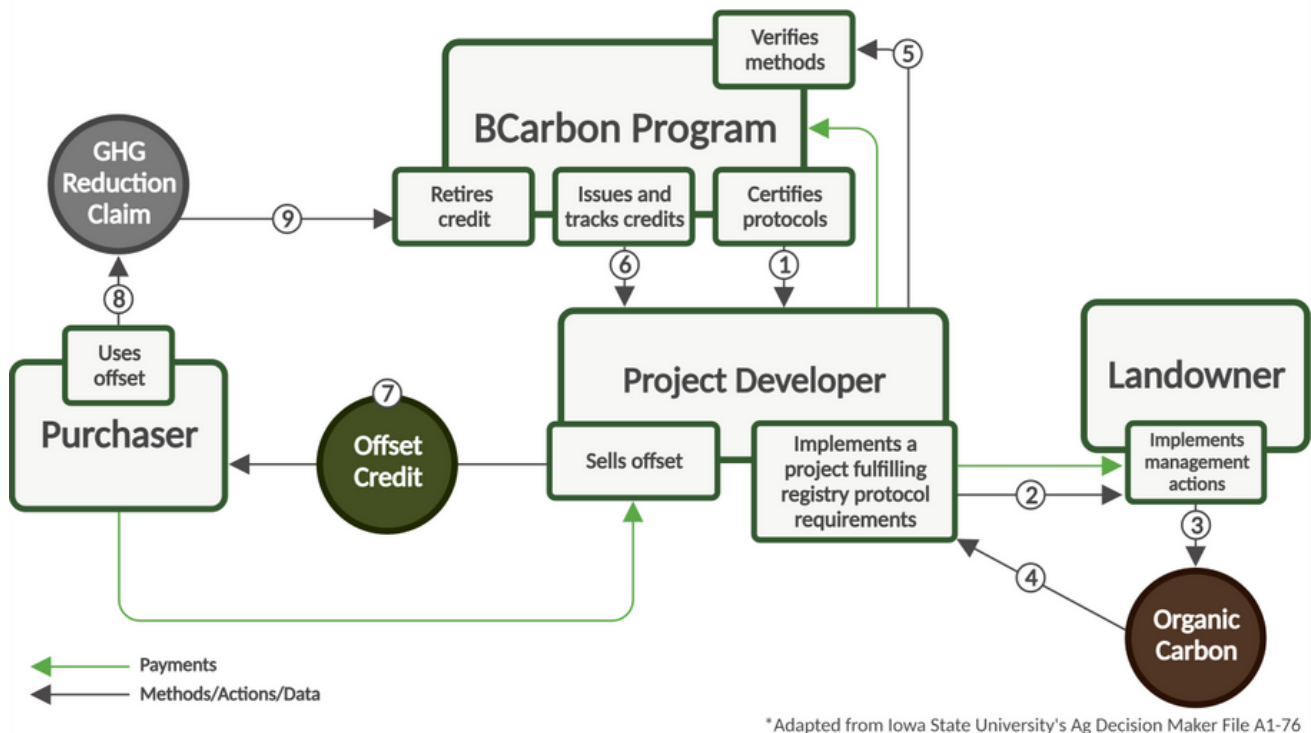 Verifies
methods
5
BCarbon Program
GHG
Reduction
Claim
9
Retires
credit
Issues and
tracks credits
Certifies
protocols
6
1
8
Uses
offset
Purchaser
7
Offset
Credit
Project Developer
Sells offset
Implements a
project fulfilling
registry protocol
requirements
Landowner
Implements
management
actions
2
3
4
Organic
Carbon
Payments
Methods/Actions/Data
*Adapted from Iowa State University's Ag Decision Maker File A1-76